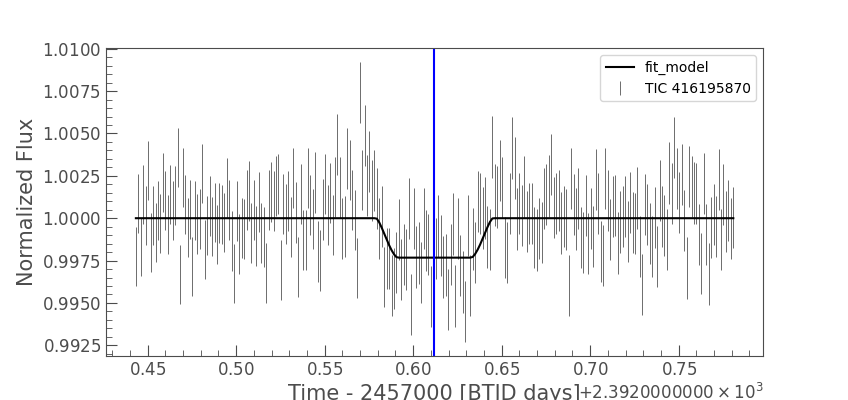 1.0100
1.0075
1.0050
1.0025
1.0000
0.9975
0.9950
0.9925
Normalized Flux
fit_model
TIC 416195870
0.45 0.50 0.55 0.60 0.65 0.70 0.75
Time - 2457000 [BTJD days]
+2.3920000000 × 10³